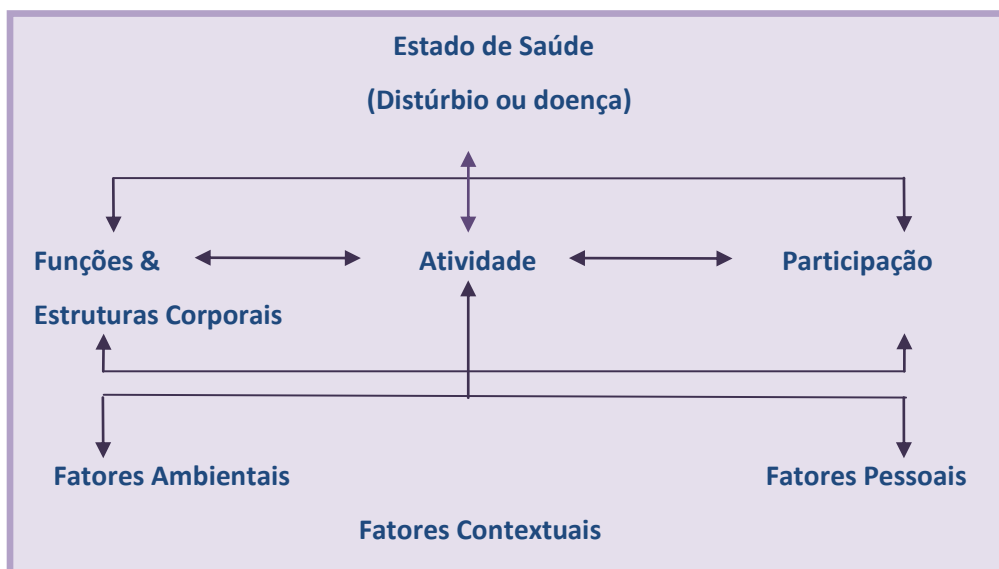 Estado de Saúde
(Distúrbio ou doença)
Funções &
Atividade
Participação
Estruturas Corporais
Fatores Ambientais
Fatores Pessoais
Fatores Contextuais